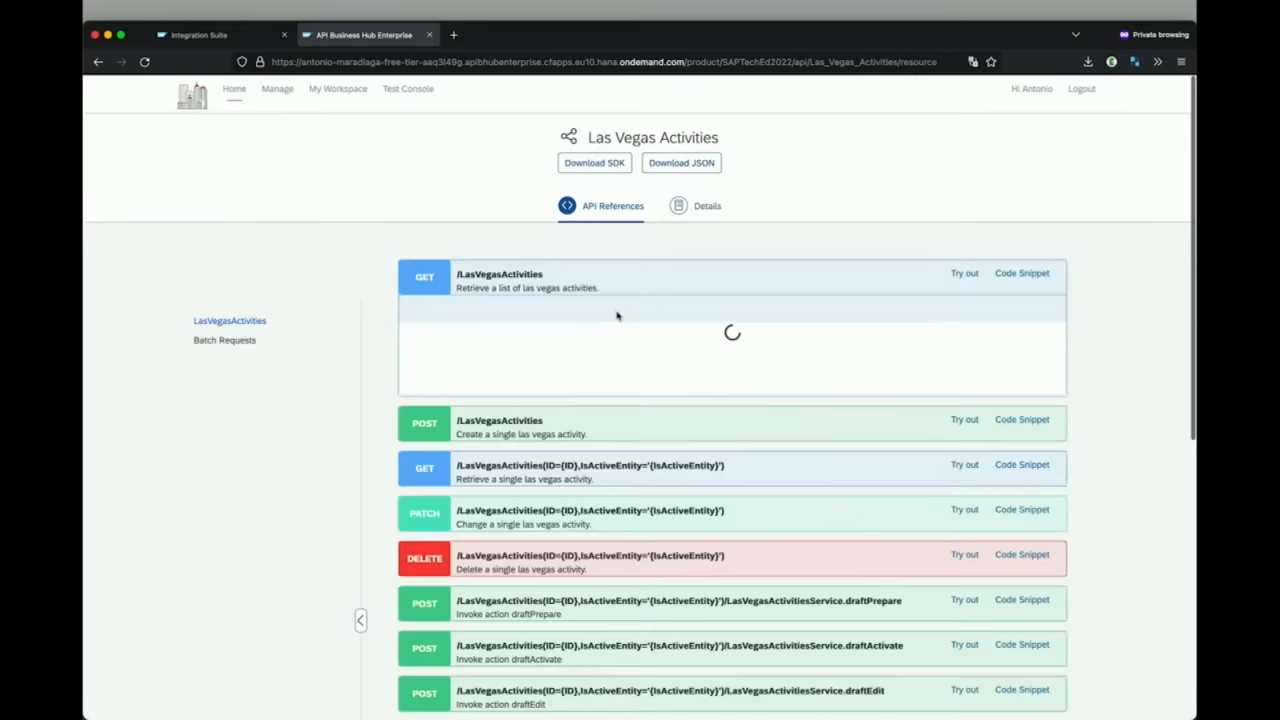 Integration Suite
API Business Hub Enterprise
Private browsing
https://antonio-maradiaga-free-tier-aaq3l49g.apibhubenterprise.cfapps.eu10.hana.ondemand.com/product/SAPTechEd2022/api/Las_Vegas_Activities/resource
Home Manage My Workspace Test Console Hi Antonio Logout
Las Vegas Activities
Download SDK Download JSON
API References Details
GET /LasVegasActivities Try out Code Snippet
Retrieve a list of las vegas activities.
LasVegasActivities
Batch Requests
POST /LasVegasActivities Try out Code Snippet
Create a single las vegas activity.
GET /LasVegasActivities(ID={ID},IsActiveEntity='{IsActiveEntity}') Try out Code Snippet
Retrieve a single las vegas activity.
PATCH /LasVegasActivities(ID={ID},IsActiveEntity='{IsActiveEntity}') Try out Code Snippet
Change a single las vegas activity.
DELETE /LasVegasActivities(ID={ID},IsActiveEntity='{IsActiveEntity}') Try out Code Snippet
Delete a single las vegas activity.
POST /LasVegasActivities(ID={ID},IsActiveEntity='{IsActiveEntity}')/LasVegasActivitiesService.draftPrepare Try out Code Snippet
Invoke action draftPrepare
POST /LasVegasActivities(ID={ID},IsActiveEntity='{IsActiveEntity}')/LasVegasActivitiesService.draftActivate Try out Code Snippet
Invoke action draftActivate
POST /LasVegasActivities(ID={ID},IsActiveEntity='{IsActiveEntity}')/LasVegasActivitiesService.draftEdit Try out Code Snippet
Invoke action draftEdit